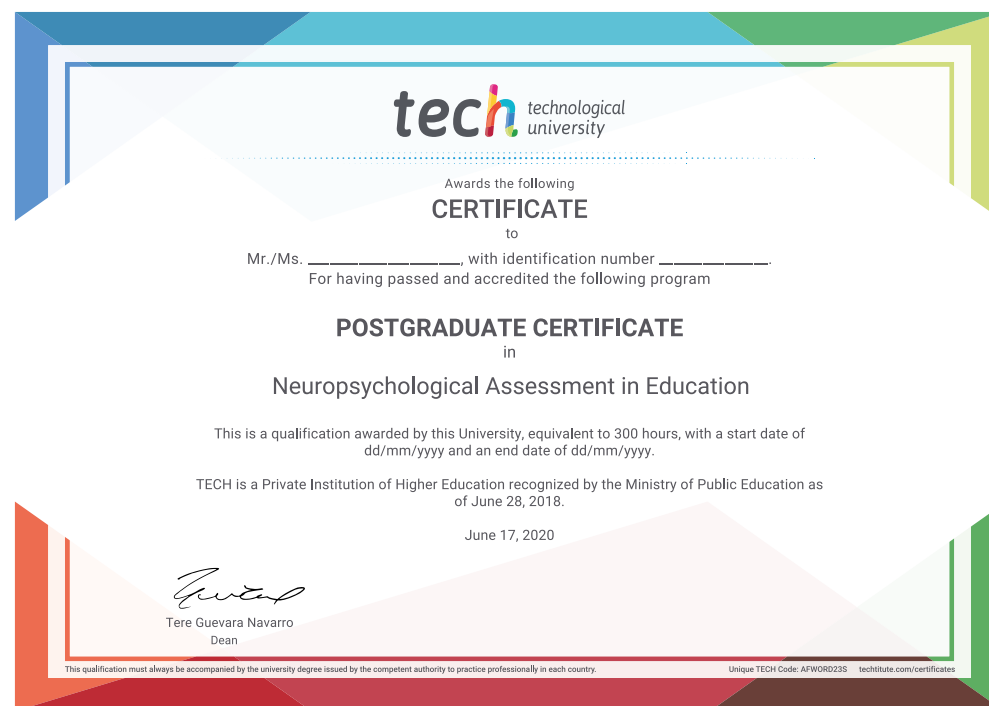 tech technological
university
Awards the following
CERTIFICATE
to
Mr./Ms. __________________, with identification number _____________.
For having passed and accredited the following program
POSTGRADUATE CERTIFICATE
in
Neuropsychological Assessment in Education
This is a qualification awarded by this University, equivalent to 300 hours, with a start date of
dd/mm/yyyy and an end date of dd/mm/yyyy.
TECH is a Private Institution of Higher Education recognized by the Ministry of Public Education as
of June 28, 2018.
June 17, 2020
Tere Guevara Navarro
Dean
This qualification must always be accompanied by the university degree issued by the competent authority to practice professionally in each country.
Unique TECH Code: AFWORD23S techtitute.com/certificates